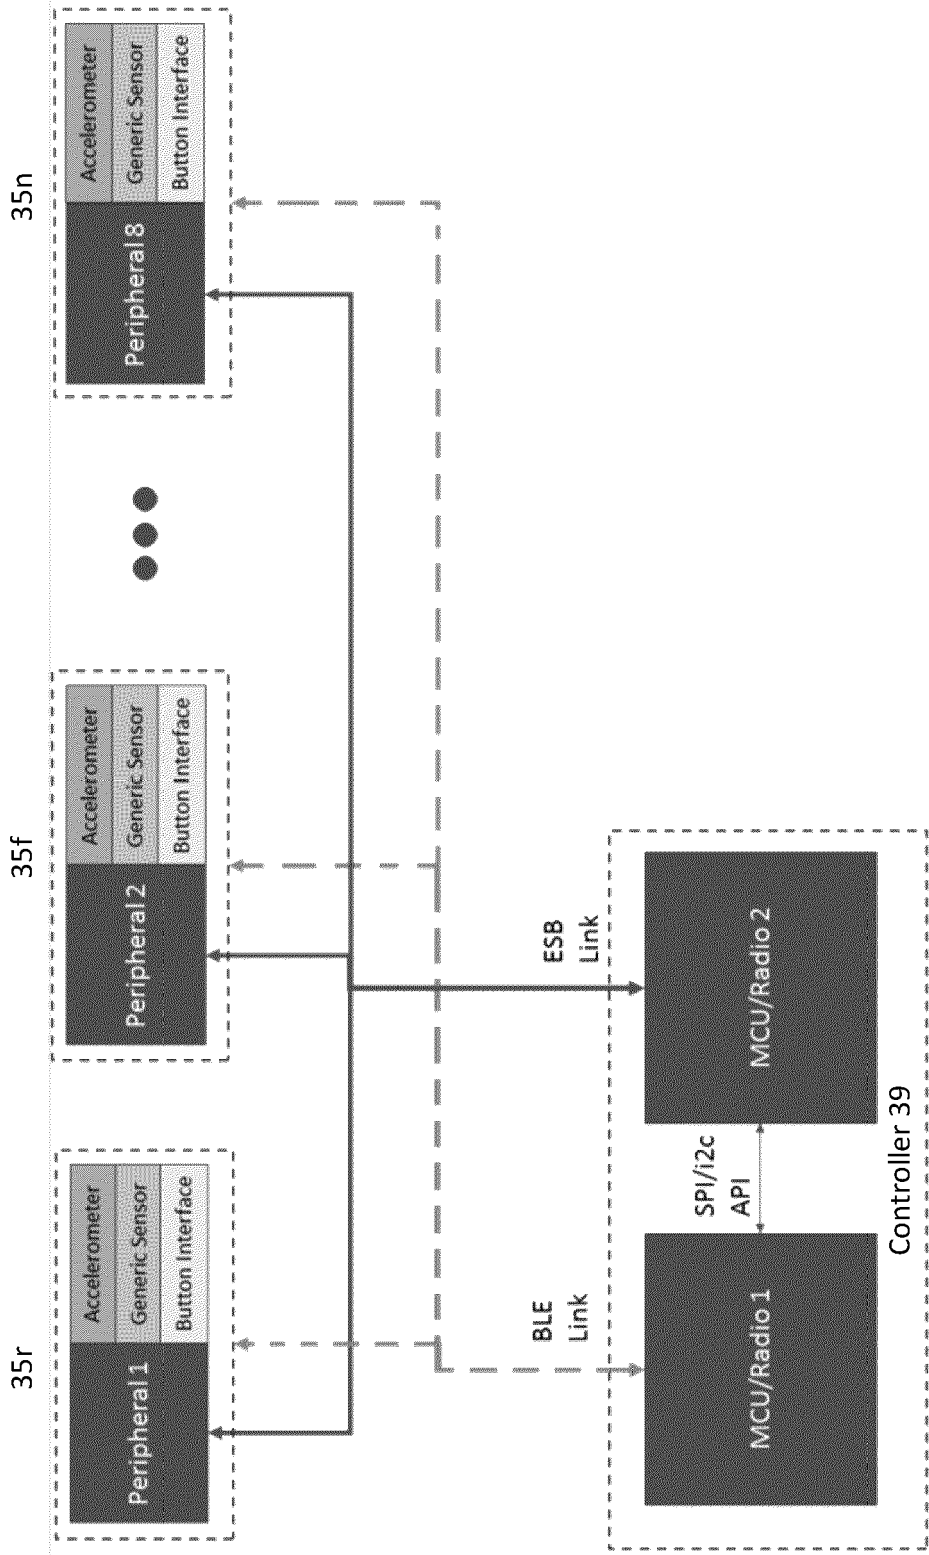 35r
35f
35n
Peripheral 1
Accelerometer
Generic Sensor
Button Interface
Peripheral 2
Accelerometer
Generic Sensor
Button Interface
Peripheral 8
Accelerometer
Generic Sensor
Button Interface
BLE
Link
ESB
Link
MCU/Radio 1
SPI/i2c
API
MCU/Radio 2
Controller 39